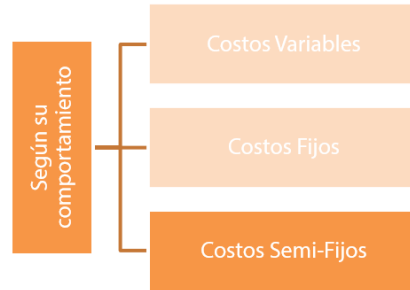 Según su
comportamiento
Costos Variables
Costos Fijos
Costos Semi-Fijos